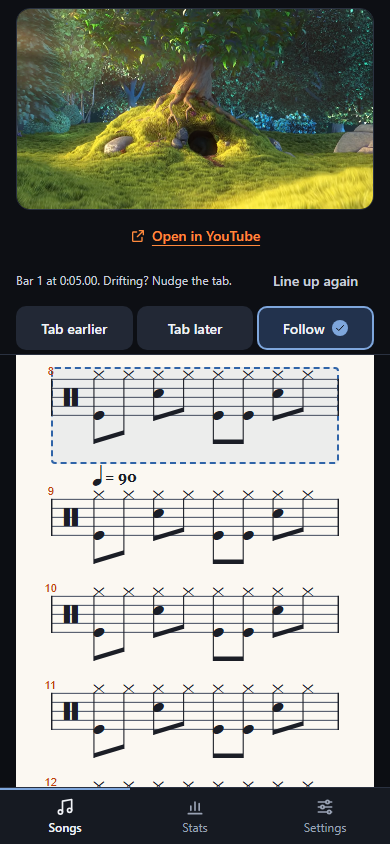 Open in YouTube
Bar 1 at 0:05.00. Drifting? Nudge the tab.
Line up again
Tab earlier
Tab later
Follow
8
= 90
9
10
11
12
Songs
Stats
Settings